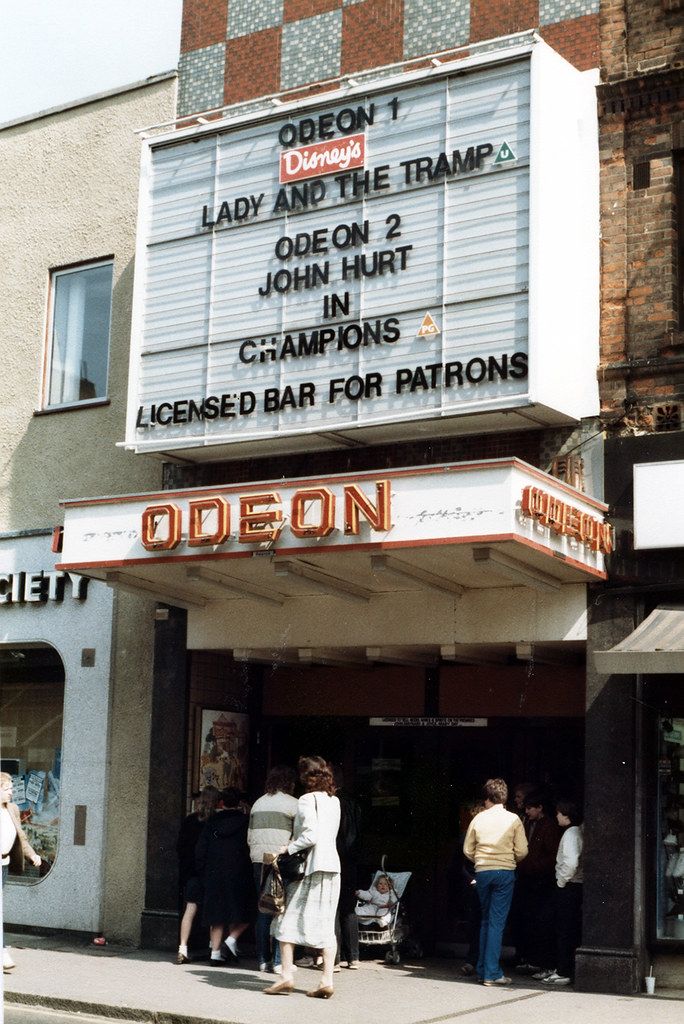 ODEON 1
Disney's
LADY AND THE TRAMP U
ODEON 2
JOHN HURT
IN
CHAMPIONS PG
LICENSED BAR FOR PATRONS
ODEON
ODEON
CIETY